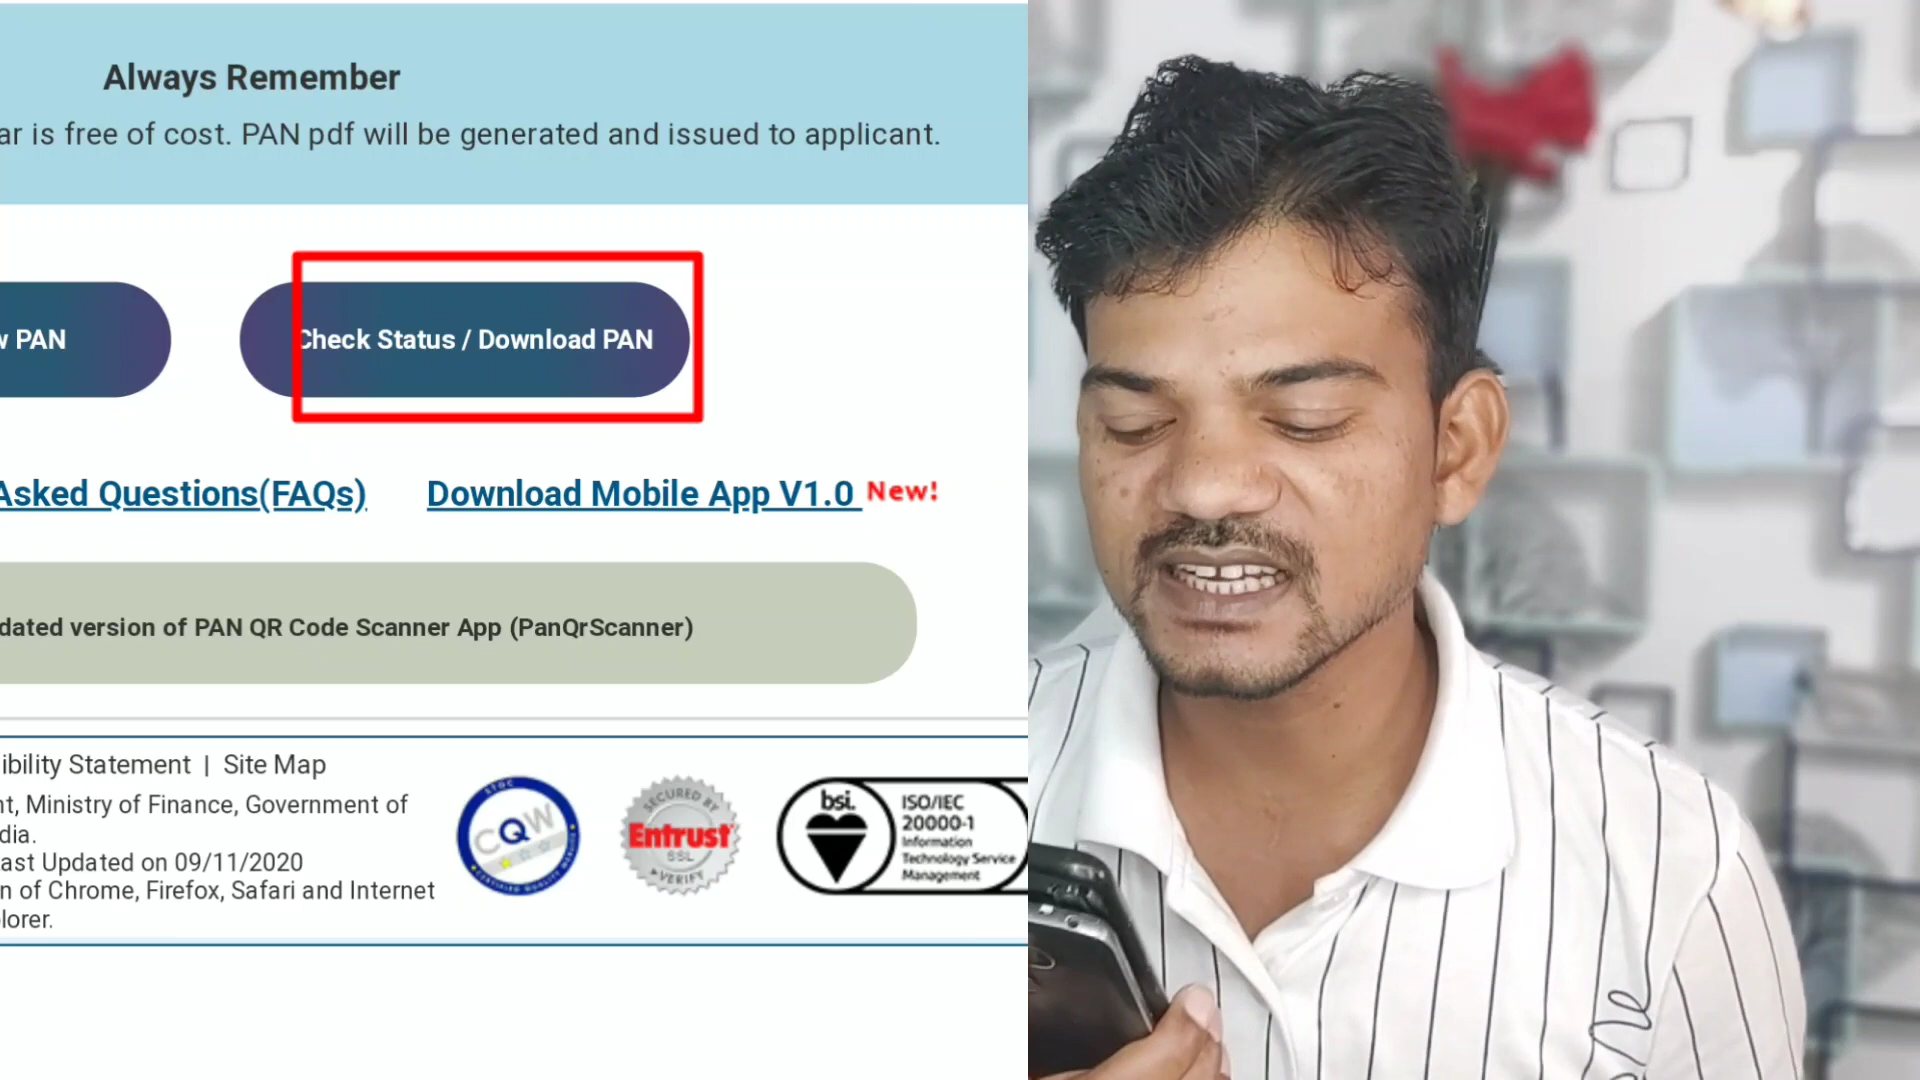 Always Remember
ar is free of cost. PAN pdf will be generated and issued to applicant.
w PAN
Check Status / Download PAN
Asked Questions(FAQs)
Download Mobile App V1.0 New!
dated version of PAN QR Code Scanner App (PanQrScanner)
ibility Statement | Site Map
nt, Ministry of Finance, Government of
dia.
ast Updated on 09/11/2020
n of Chrome, Firefox, Safari and Internet
lorer.
STQC
CQW
CERTIFIED QUALITY WEBSITE
SECURED BY
Entrust
SSL
VERIFY
bsi.
ISO/IEC
20000-1
Information
Technology Service
Management